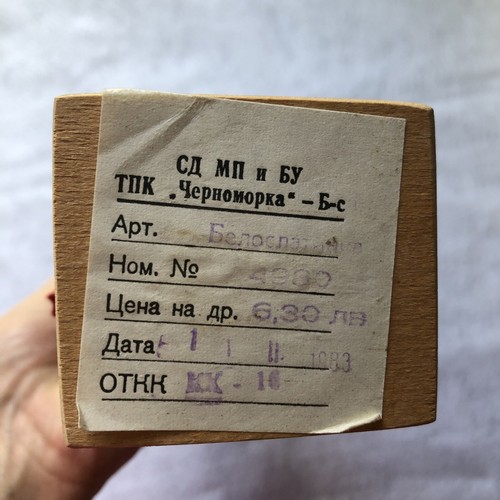 СД МП и БУ
ТПК „Черноморка“ – Б-с
Арт.
Ном. №
Цена на др. 6,30 лв
Дата 1 II 1983
ОТКК КК - 16